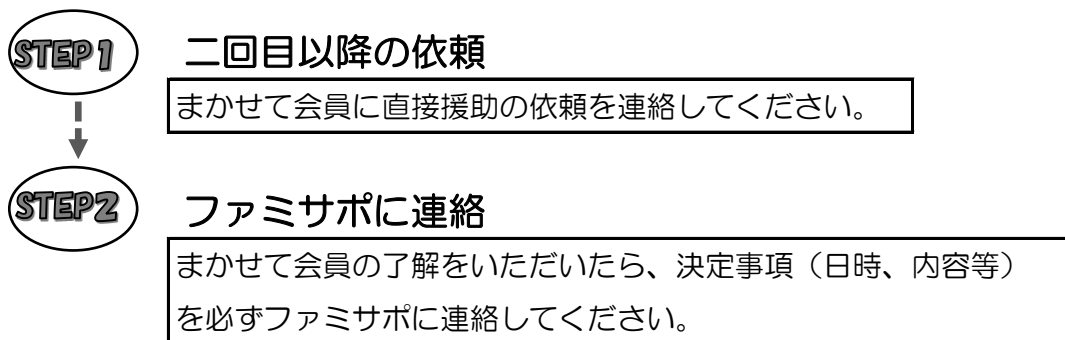 STEP1
二回目以降の依頼
まかせて会員に直接援助の依頼を連絡してください。
STEP2
ファミサポに連絡
まかせて会員の了解をいただいたら、決定事項（日時、内容等）
を必ずファミサポに連絡してください。